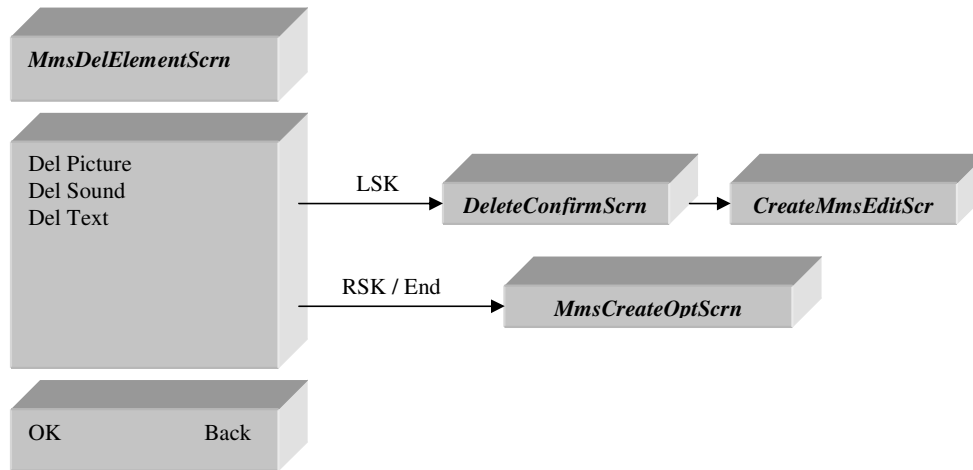 MmsDelElementScrn
Del Picture
Del Sound
Del Text
LSK
DeleteConfirmScrn
CreateMmsEditScr
RSK / End
MmsCreateOptScrn
OK Back